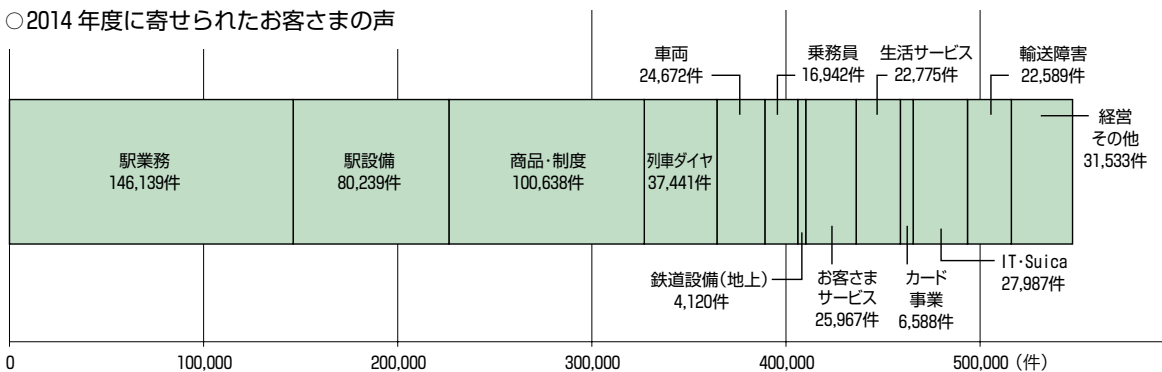 ○2014年度に寄せられたお客さまの声
車両
24,672件
乗務員
16,942件
生活サービス
22,775件
輸送障害
22,589件
経営
その他
31,533件
駅業務
146,139件
駅設備
80,239件
商品・制度
100,638件
列車ダイヤ
37,441件
鉄道設備(地上)
4,120件
お客さま
サービス
25,967件
カード
事業
6,588件
IT・Suica
27,987件
0 100,000 200,000 300,000 400,000 500,000 (件)